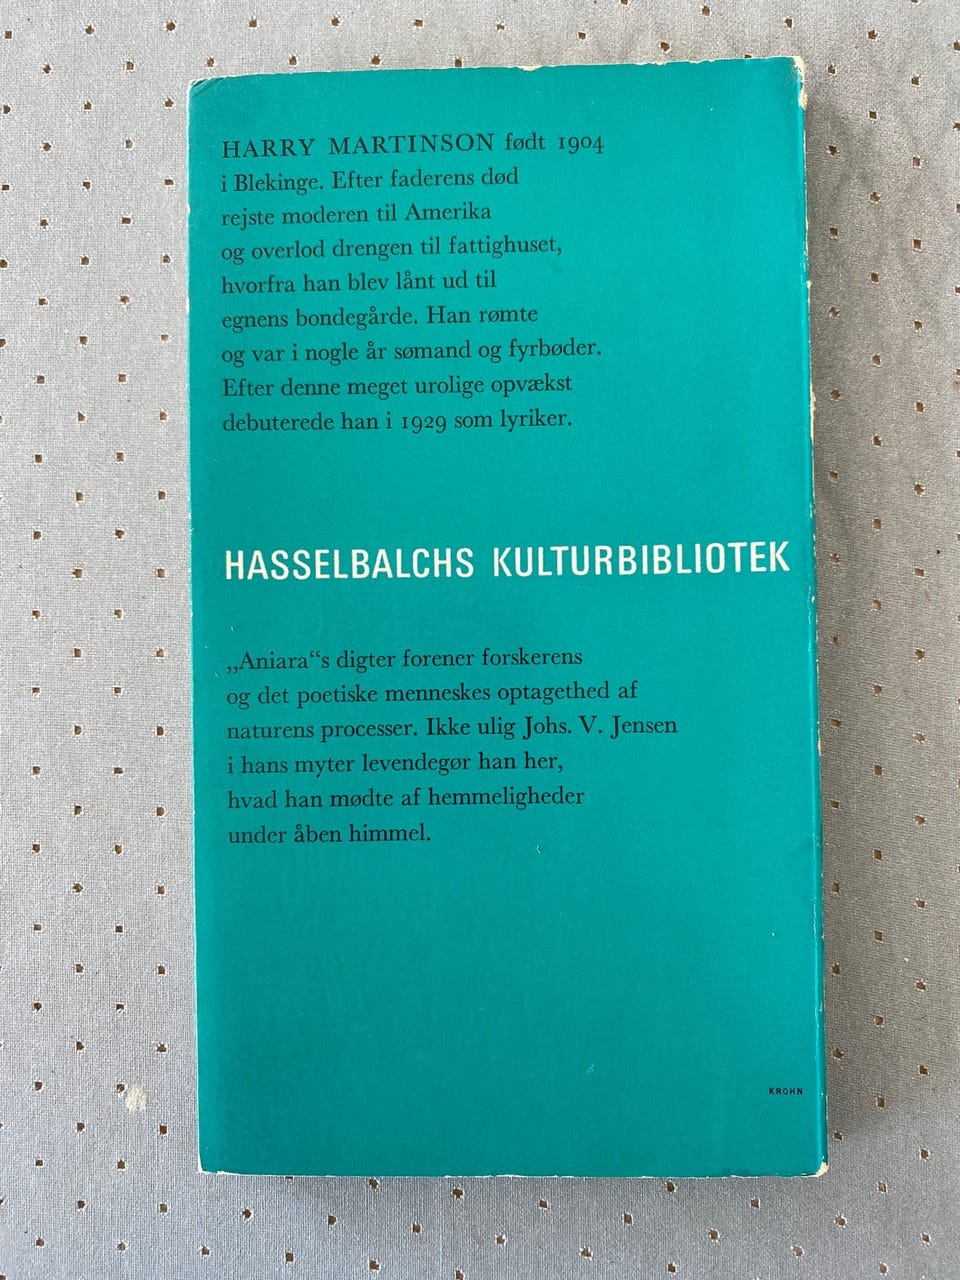 HARRY MARTINSON født 1904
i Blekinge. Efter faderens død
rejste moderen til Amerika
og overlod drengen til fattighuset,
hvorfra han blev lånt ud til
egnens bondegårde. Han rømte
og var i nogle år sømand og fyrbøder.
Efter denne meget urolige opvækst
debuterede han i 1929 som lyriker.
HASSELBALCHS KULTURBIBLIOTEK
„Aniara“s digter forener forskerens
og det poetiske menneskes optagethed af
naturens processer. Ikke ulig Johs. V. Jensen
i hans myter levendegør han her,
hvad han mødte af hemmeligheder
under åben himmel.
KROHN